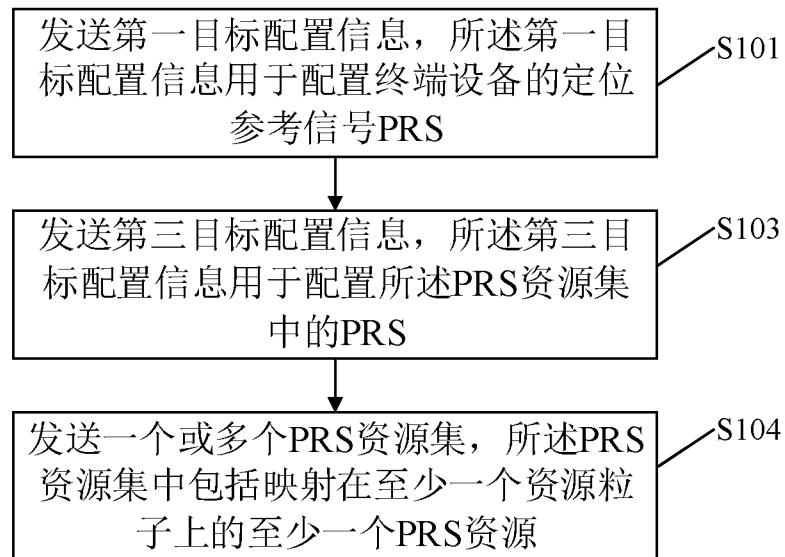 发送第一目标配置信息，所述第一目
标配置信息用于配置终端设备的定位
参考信号PRS
S101
发送第三目标配置信息，所述第三目
标配置信息用于配置所述PRS资源集
中的PRS
S103
发送一个或多个PRS资源集，所述PRS
资源集中包括映射在至少一个资源粒
子上的至少一个PRS资源
S104